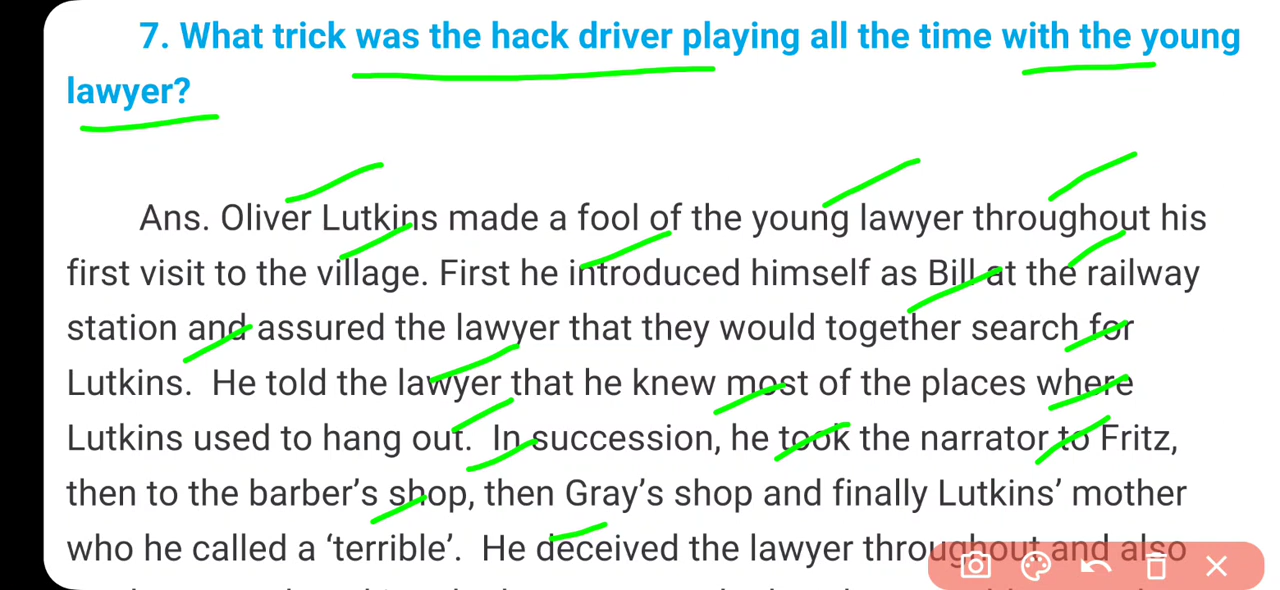 7. What trick was the hack driver playing all the time with the young
lawyer?
Ans. Oliver Lutkins made a fool of the young lawyer throughout his
first visit to the village. First he introduced himself as Bill at the railway
station and assured the lawyer that they would together search for
Lutkins. He told the lawyer that he knew most of the places where
Lutkins used to hang out. In succession, he took the narrator to Fritz,
then to the barber’s shop, then Gray’s shop and finally Lutkins’ mother
who he called a ‘terrible’. He deceived the lawyer throughout and also